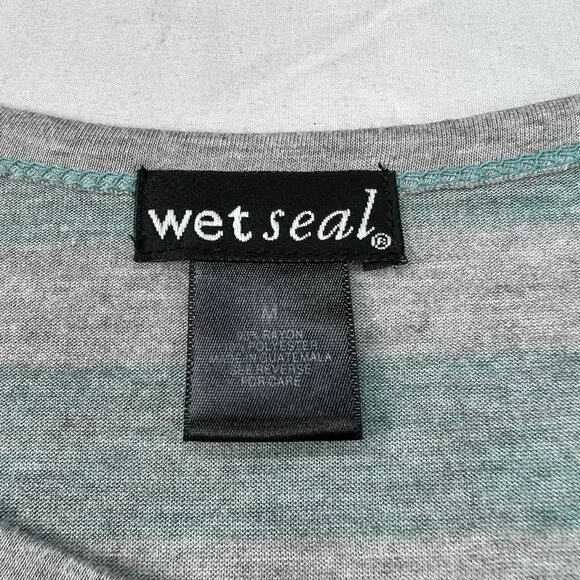 wet seal®
M
RAYON
POLYESTER
MADE IN GUATEMALA
SEE REVERSE
FOR CARE